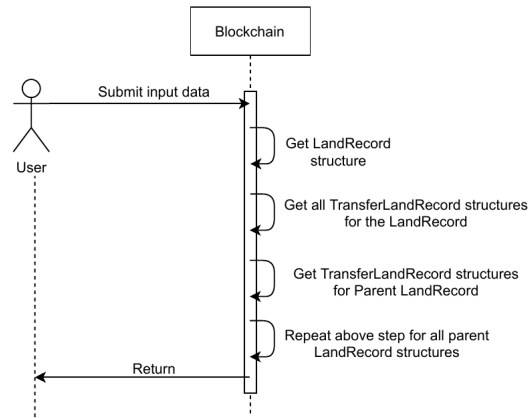 Blockchain
Submit input data
User
Get LandRecord
structure
Get all TransferLandRecord structures
for the LandRecord
Get TransferLandRecord structures
for Parent LandRecord
Repeat above step for all parent
LandRecord structures
Return